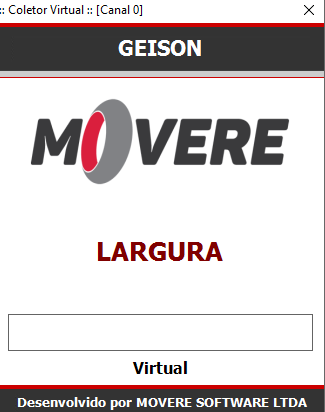 :: Coletor Virtual :: [Canal 0]
GEISON
MOVERE
LARGURA
Virtual
Desenvolvido por MOVERE SOFTWARE LTDA